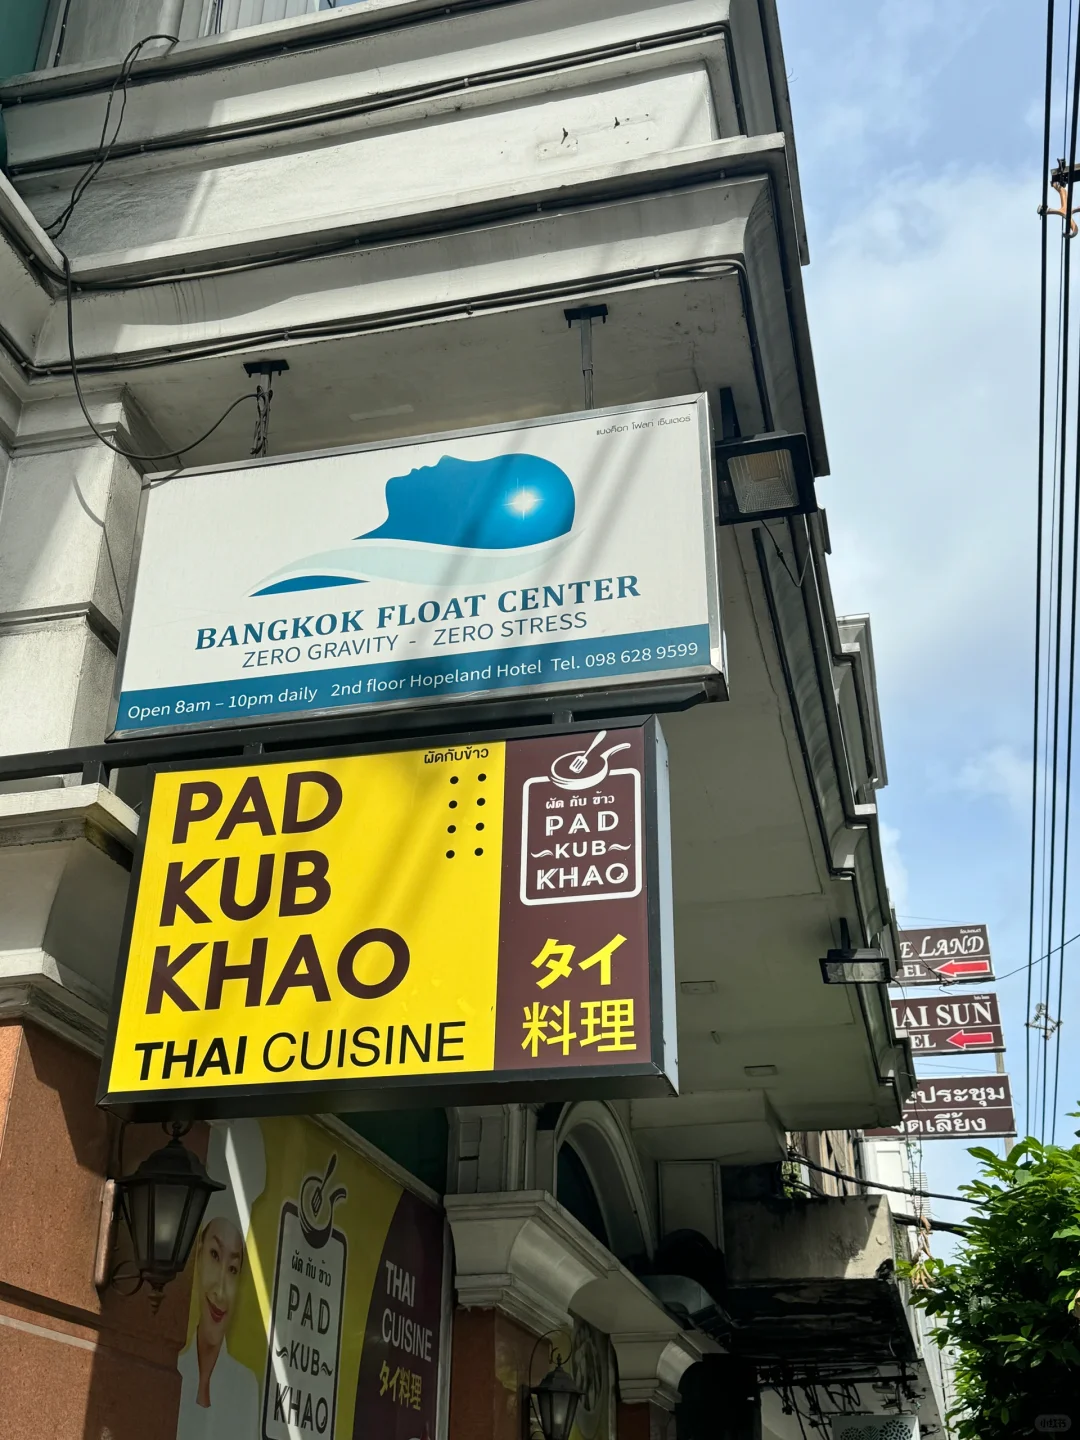 แบงค็อก โฟลท เซ็นเตอร์
BANGKOK FLOAT CENTER
ZERO GRAVITY - ZERO STRESS
Open 8am – 10pm daily 2nd floor Hopeland Hotel Tel. 098 628 9599
ผัดกับข้าว
PAD
KUB
KHAO
THAI CUISINE
ผัด กับ ข้าว
PAD
~KUB~
KHAO
タイ
料理
LAND
SUN
ประชุม
เลี้ยง
ผัด กับ ข้าว
PAD
~KUB~
KHAO
THAI
CUISINE
タイ料理